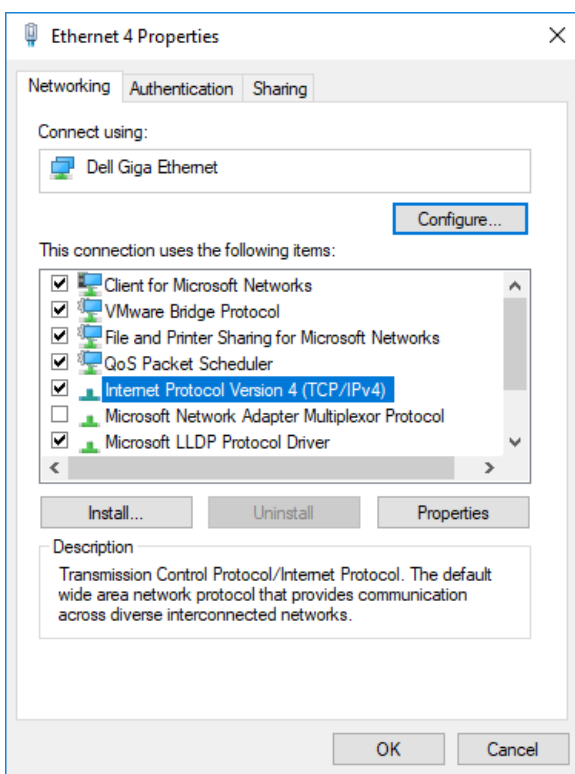 Ethernet 4 Properties
Networking Authentication Sharing
Connect using:
Dell Giga Ethernet
Configure...
This connection uses the following items:
Client for Microsoft Networks
VMware Bridge Protocol
File and Printer Sharing for Microsoft Networks
QoS Packet Scheduler
Internet Protocol Version 4 (TCP/IPv4)
Microsoft Network Adapter Multiplexor Protocol
Microsoft LLDP Protocol Driver
Install... Uninstall Properties
Description
Transmission Control Protocol/Internet Protocol. The default
wide area network protocol that provides communication
across diverse interconnected networks.
OK Cancel